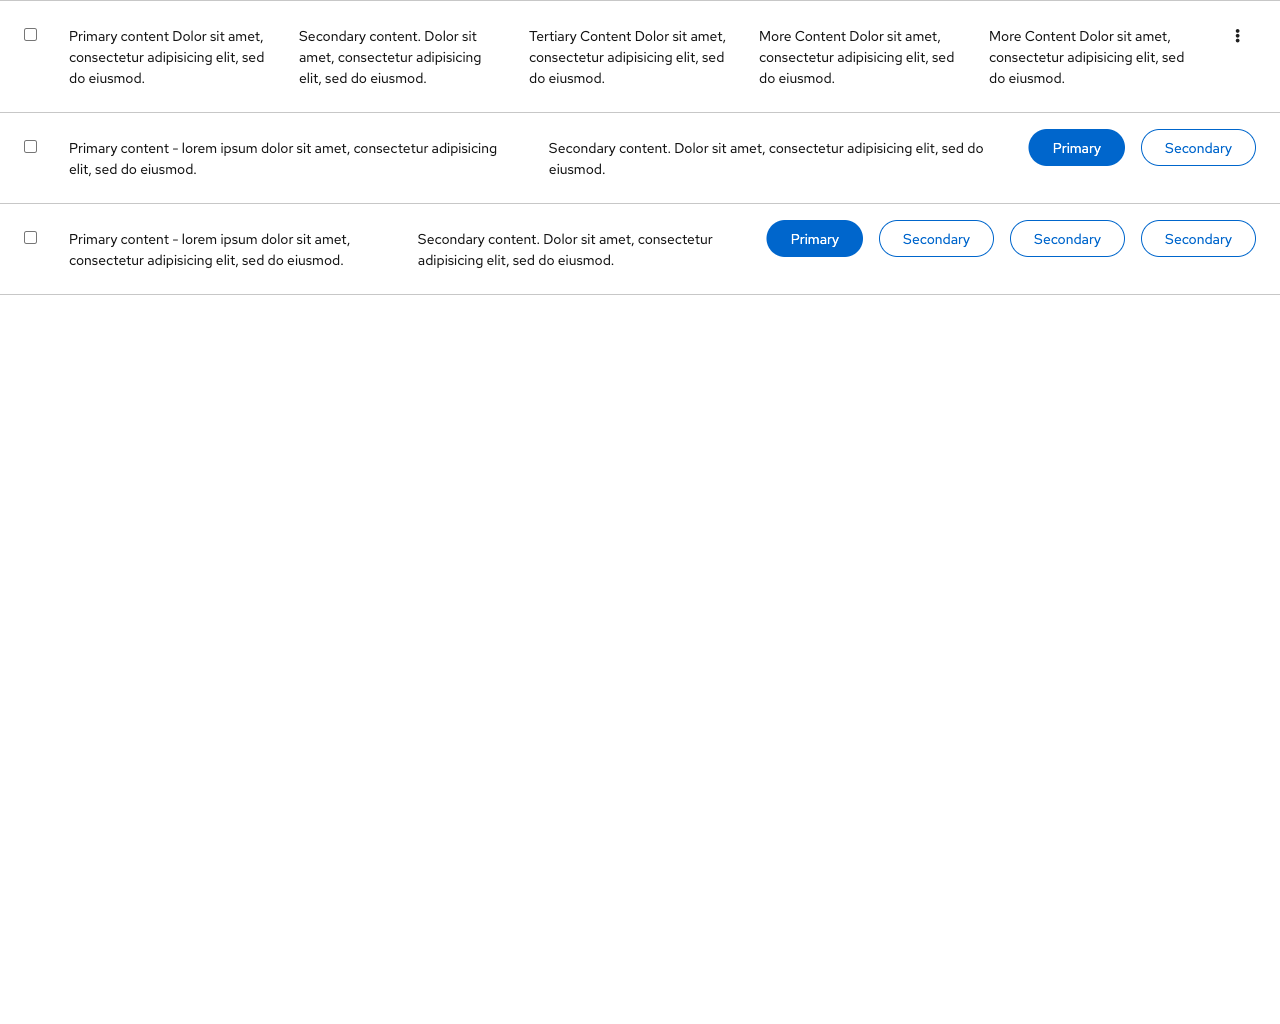 Primary content Dolor sit amet,
consectetur adipisicing elit, sed
do eiusmod.
Secondary content. Dolor sit
amet, consectetur adipisicing
elit, sed do eiusmod.
Tertiary Content Dolor sit amet,
consectetur adipisicing elit, sed
do eiusmod.
More Content Dolor sit amet,
consectetur adipisicing elit, sed
do eiusmod.
More Content Dolor sit amet,
consectetur adipisicing elit, sed
do eiusmod.
Primary content - lorem ipsum dolor sit amet, consectetur adipisicing
elit, sed do eiusmod.
Secondary content. Dolor sit amet, consectetur adipisicing elit, sed do
eiusmod.
Primary
Secondary
Primary content - lorem ipsum dolor sit amet,
consectetur adipisicing elit, sed do eiusmod.
Secondary content. Dolor sit amet, consectetur
adipisicing elit, sed do eiusmod.
Primary
Secondary
Secondary
Secondary